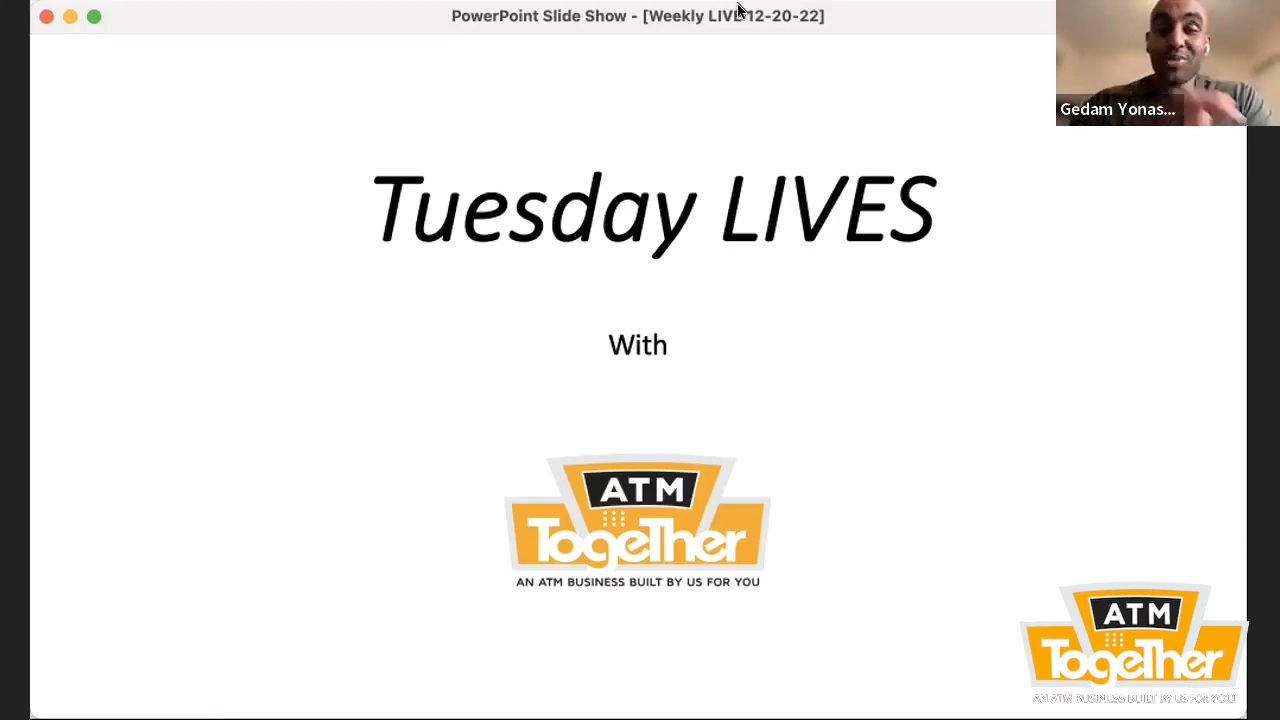 PowerPoint Slide Show - [Weekly LIVE 12-20-22]
Gedam Yonas...
Tuesday LIVES
With
ATM
TogeTher
AN ATM BUSINESS BUILT BY US FOR YOU
ATM
TogeTher
AN ATM BUSINESS BUILT BY US FOR YOU